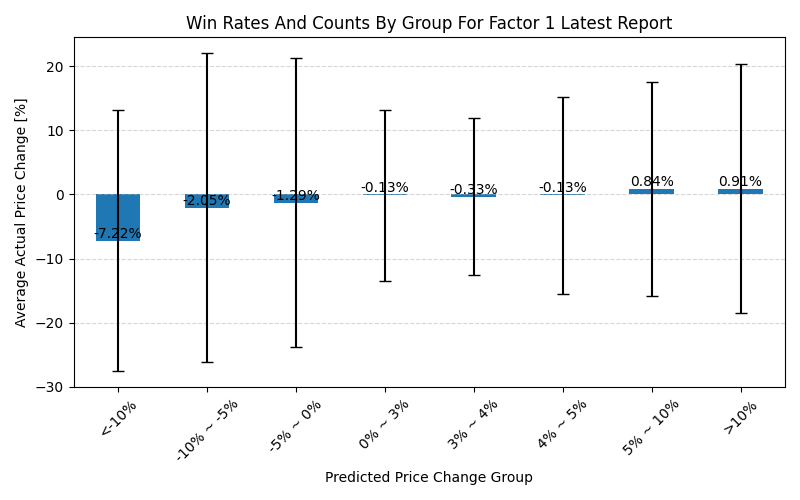 Win Rates And Counts By Group For Factor 1 Latest Report
Average Actual Price Change [%]
20
10
0
−10
−20
−30
-7.22%
-2.05%
-1.29%
-0.13%
-0.33%
-0.13%
0.84%
0.91%
<-10%
-10% ~ -5%
-5% ~ 0%
0% ~ 3%
3% ~ 4%
4% ~ 5%
5% ~ 10%
>10%
Predicted Price Change Group